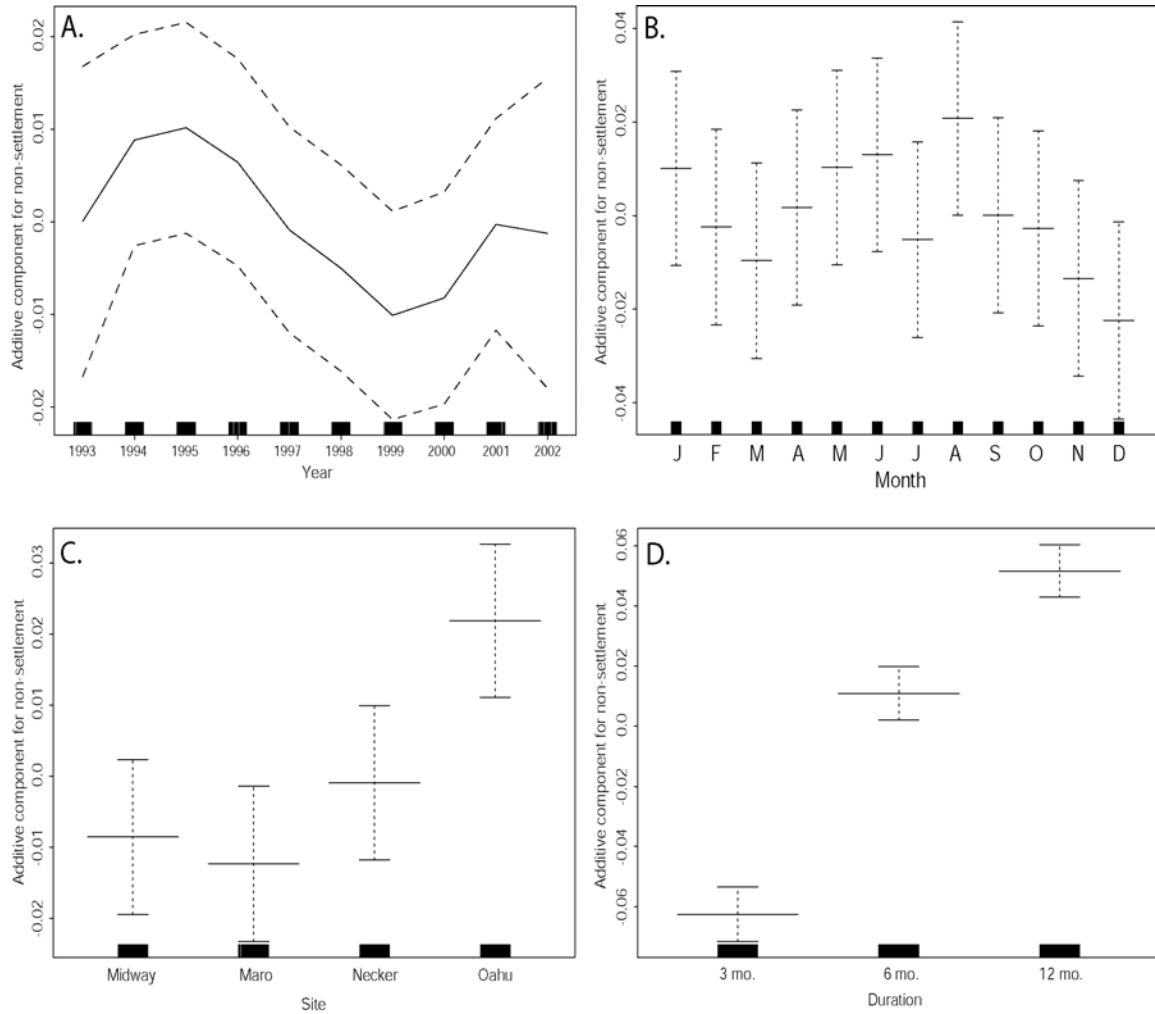 A.
Additive component for non-settlement
0.02
0.01
0.0
-0.01
-0.02
1993 1994 1995 1996 1997 1998 1999 2000 2001 2002
Year
B.
Additive component for non-settlement
0.04
0.02
0.0
-0.02
-0.04
J F M A M J J A S O N D
Month
C.
Additive component for non-settlement
0.03
0.02
0.01
0.0
-0.01
-0.02
Midway Maro Necker Oahu
Site
D.
Additive component for non-settlement
0.06
0.04
0.02
0.0
-0.02
-0.04
-0.06
3 mo. 6 mo. 12 mo.
Duration